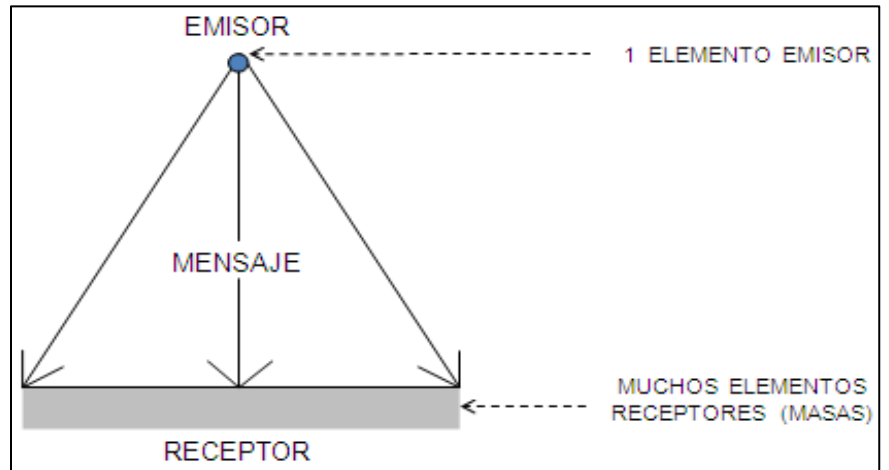 EMISOR
1 ELEMENTO EMISOR
MENSAJE
MUCHOS ELEMENTOS
RECEPTORES (MASAS)
RECEPTOR